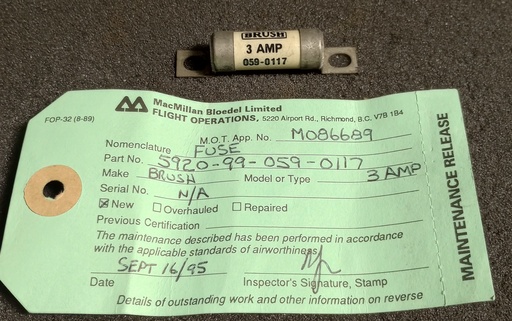 BRUSH
3 AMP
059-0117
MacMillan Bloedel Limited
FOP-32 (8-89)
FLIGHT OPERATIONS, 5220 Airport Rd., Richmond, B.C. V7B 1B4
M.O.T. App. No. M086689
Nomenclature FUSE
Part No. 5920-99-059-0117
Make BRUSH Model or Type 3 AMP
Serial No. N/A
☒ New ☐ Overhauled ☐ Repaired
Previous Certification
The maintenance described has been performed in accordance
with the applicable standards of airworthiness.
SEPT 16/95
Date Inspector's Signature, Stamp
Details of outstanding work and other information on reverse
MAINTENANCE RELEASE